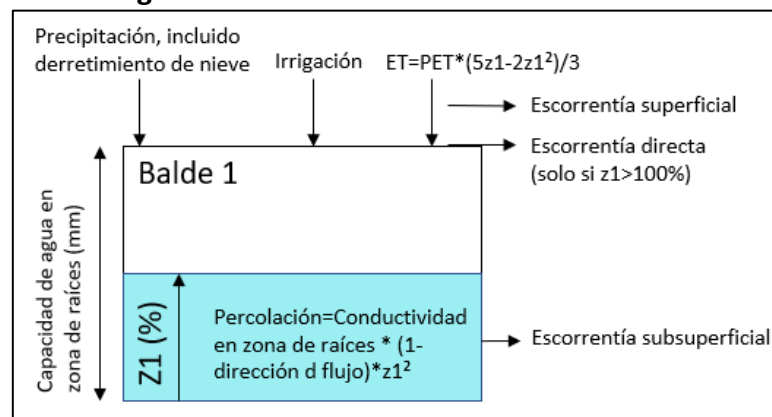 Precipitación, incluido
derretimiento de nieve
Irrigación
ET=PET*(5z1-2z1²)/3
Escorrentía superficial
Escorrentía directa
(solo si z1>100%)
Balde 1
Capacidad de agua en
zona de raíces (mm)
Z1 (%)
Percolación=Conductividad
en zona de raíces * (1-
dirección d flujo)*z1²
Escorrentía subsuperficial